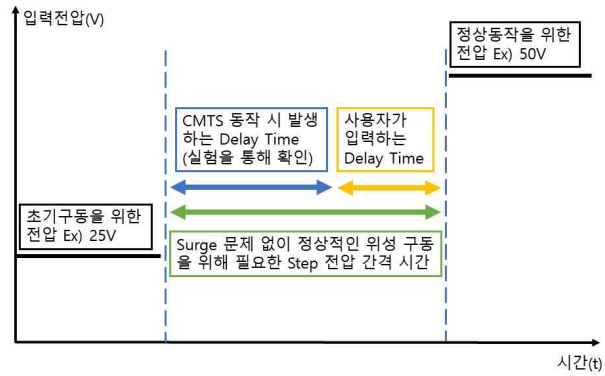 입력전압(V)
정상동작을 위한
전압 Ex) 50V
CMTS 동작 시 발생
하는 Delay Time
(실험을 통해 확인)
사용자가
입력하는
Delay Time
초기구동을 위한
전압 Ex) 25V
Surge 문제 없이 정상적인 위성 구동
을 위해 필요한 Step 전압 간격 시간
시간(t)